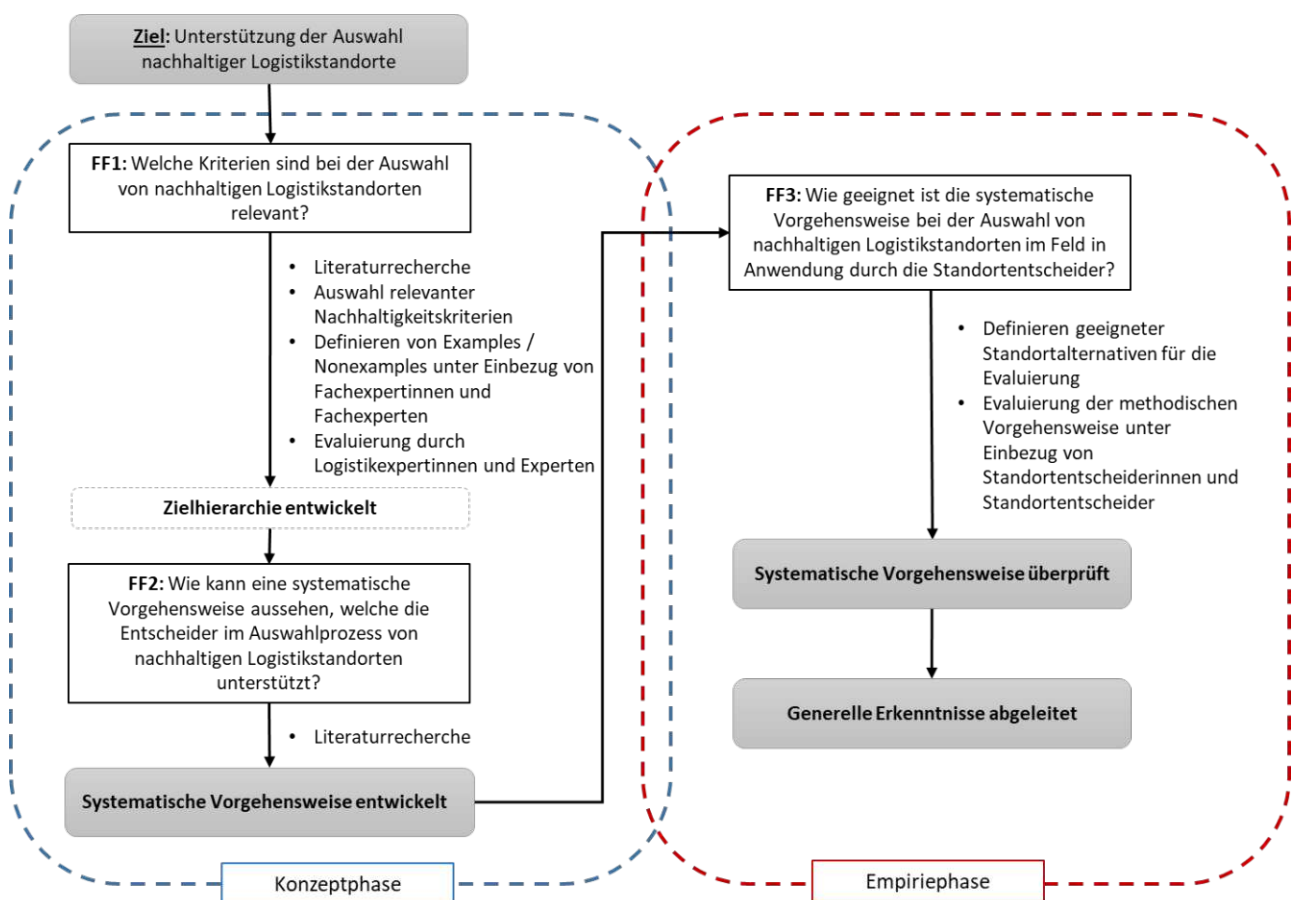 Ziel: Unterstützung der Auswahl
nachhaltiger Logistikstandorte
FF1: Welche Kriterien sind bei der Auswahl
von nachhaltigen Logistikstandorten
relevant?
• Literaturrecherche
• Auswahl relevanter
Nachhaltigkeitskriterien
• Definieren von Examples /
Nonexamples unter Einbezug von
Fachexpertinnen und
Fachexperten
• Evaluierung durch
Logistikexpertinnen und Experten
Zielhierarchie entwickelt
FF2: Wie kann eine systematische
Vorgehensweise aussehen, welche die
Entscheider im Auswahlprozess von
nachhaltigen Logistikstandorten
unterstützt?
• Literaturrecherche
Systematische Vorgehensweise entwickelt
Konzeptphase
FF3: Wie geeignet ist die systematische
Vorgehensweise bei der Auswahl von
nachhaltigen Logistikstandorten im Feld in
Anwendung durch die Standortentscheider?
• Definieren geeigneter
Standortalternativen für die
Evaluierung
• Evaluierung der methodischen
Vorgehensweise unter
Einbezug von
Standortentscheiderinnen und
Standortentscheider
Systematische Vorgehensweise überprüft
Generelle Erkenntnisse abgeleitet
Empiriephase